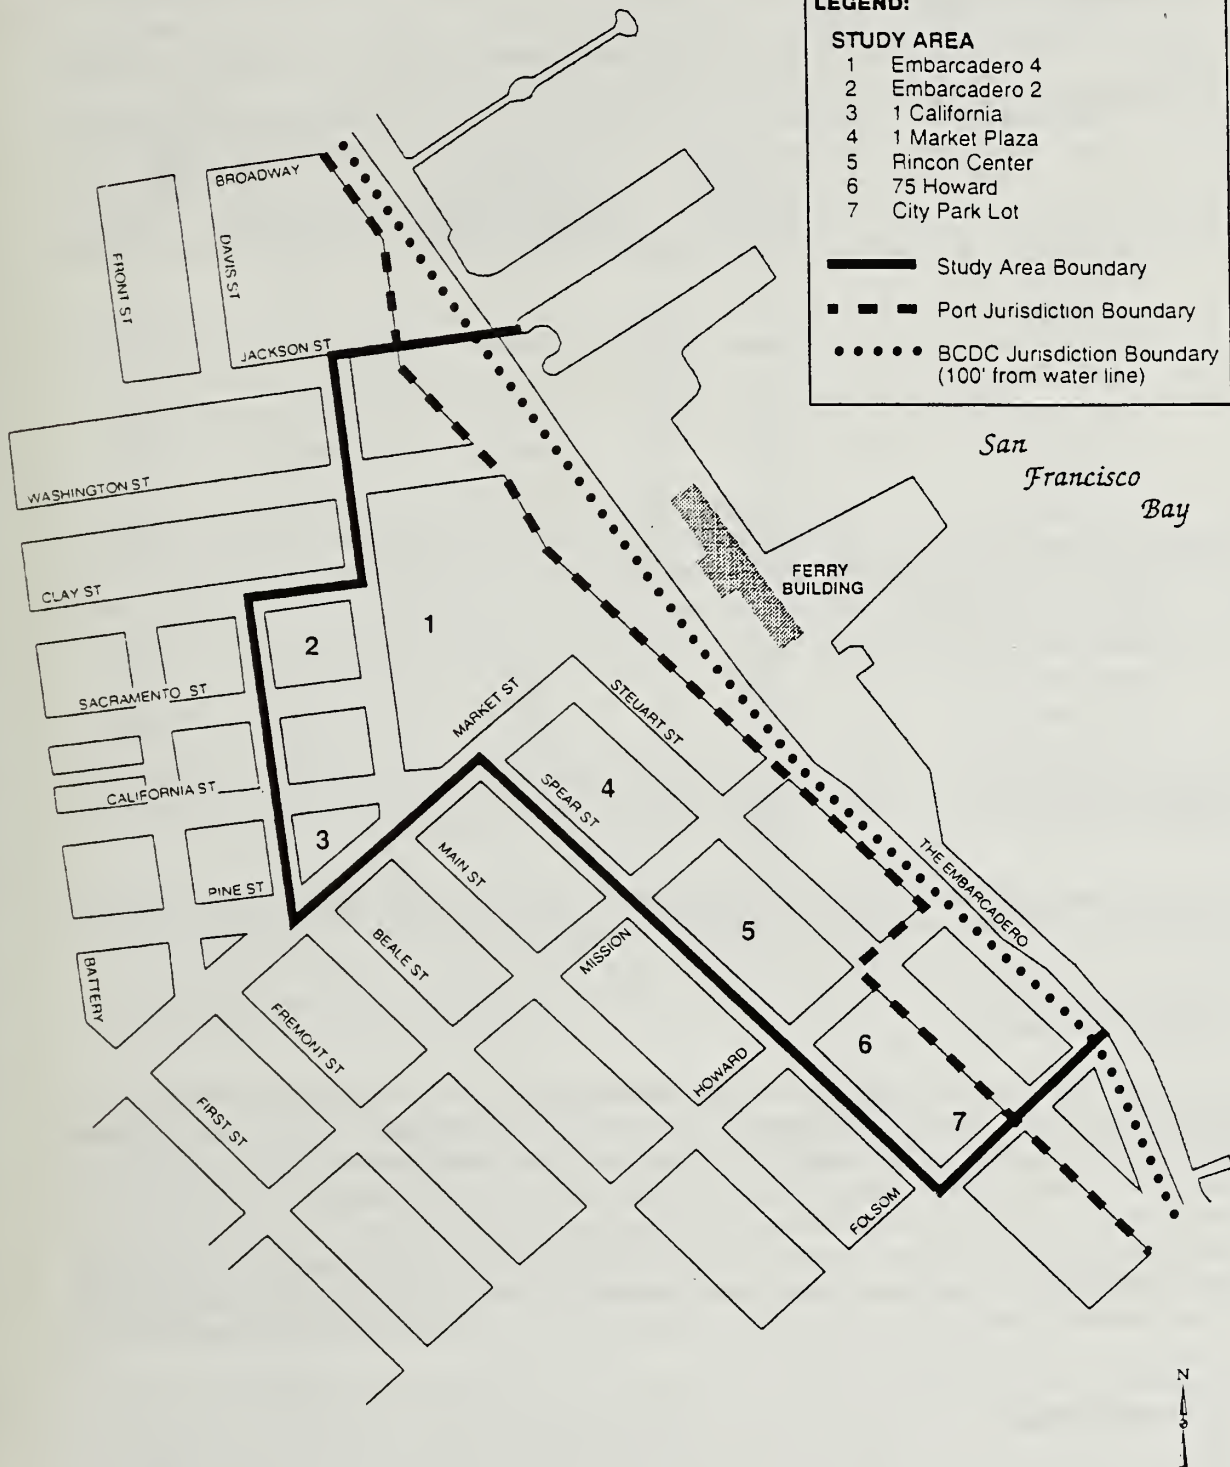 LEGEND:
STUDY AREA
1 Embarcadero 4
2 Embarcadero 2
3 1 California
4 1 Market Plaza
5 Rincon Center
6 75 Howard
7 City Park Lot
Study Area Boundary
Port Jurisdiction Boundary
BCDC Jurisdiction Boundary
(100' from water line)
San
Francisco
Bay
BROADWAY
FRONT ST
DAVIS ST
JACKSON ST
WASHINGTON ST
CLAY ST
FERRY
BUILDING
1
2
SACRAMENTO ST
MARKET ST
STEUART ST
CALIFORNIA ST
SPEAR ST
4
3
MAIN ST
PINE ST
THE EMBARCADERO
5
BATTERY
BEALE ST
MISSION
FREMONT ST
6
HOWARD
FIRST ST
7
FOLSOM
N